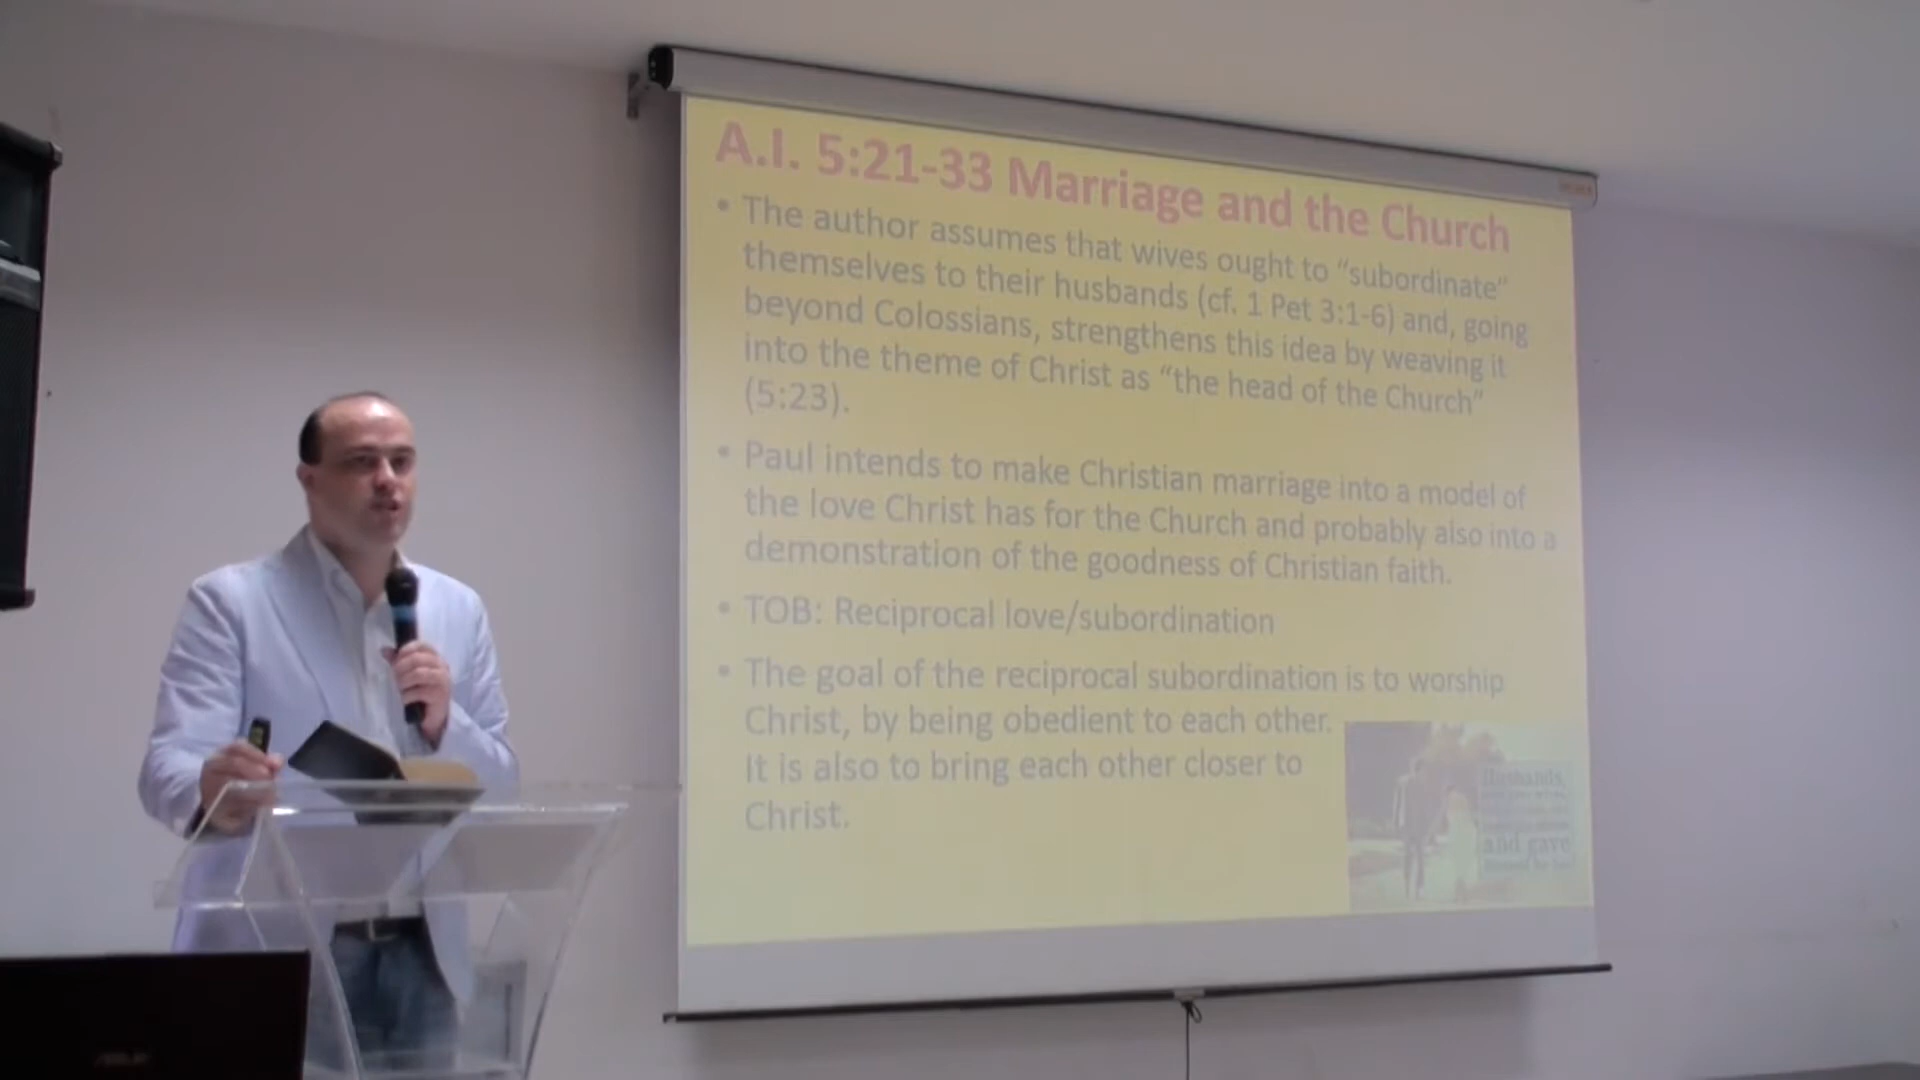 A.I. 5:21-33 Marriage and the Church
• The author assumes that wives ought to “subordinate”
themselves to their husbands (cf. 1 Pet 3:1-6) and, going
beyond Colossians, strengthens this idea by weaving it
into the theme of Christ as “the head of the Church”
(5:23).
• Paul intends to make Christian marriage into a model of
the love Christ has for the Church and probably also into a
demonstration of the goodness of Christian faith.
• TOB: Reciprocal love/subordination
• The goal of the reciprocal subordination is to worship
Christ, by being obedient to each other.
It is also to bring each other closer to
Christ.
Husbands,
and gave
ASUS